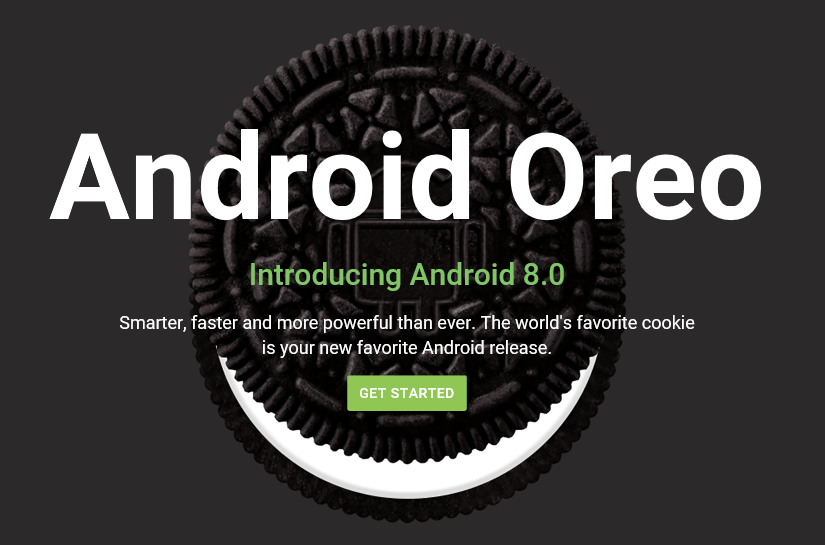 Android Oreo
Introducing Android 8.0
Smarter, faster and more powerful than ever. The world's favorite cookie
is your new favorite Android release.
GET STARTED